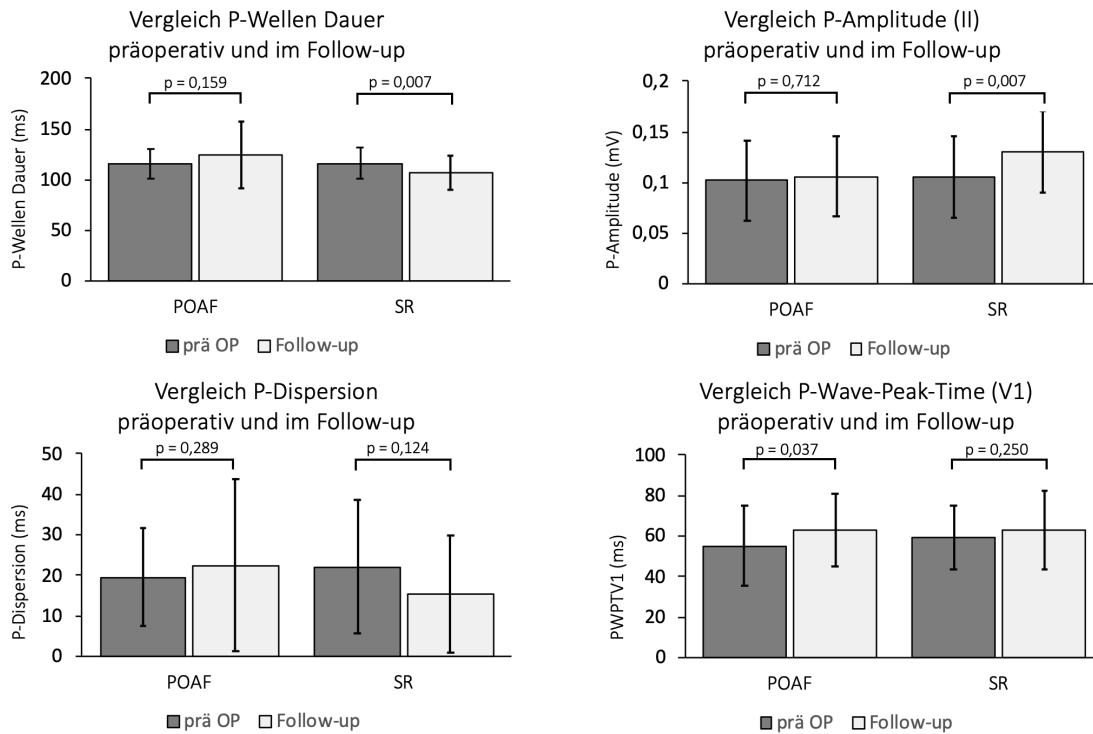 Vergleich P-Wellen Dauer
präoperativ und im Follow-up
P-Wellen Dauer (ms)
200
150
100
50
0
p = 0,159
p = 0,007
POAF
SR
prä OP
Follow-up
Vergleich P-Amplitude (II)
präoperativ und im Follow-up
P-Amplitude (mV)
0,2
0,15
0,1
0,05
0
p = 0,712
p = 0,007
POAF
SR
prä OP
Follow-up
Vergleich P-Dispersion
präoperativ und im Follow-up
P-Dispersion (ms)
50
40
30
20
10
0
p = 0,289
p = 0,124
POAF
SR
prä OP
Follow-up
Vergleich P-Wave-Peak-Time (V1)
präoperativ und im Follow-up
PWPTV1 (ms)
100
80
60
40
20
0
p = 0,037
p = 0,250
POAF
SR
prä OP
Follow-up